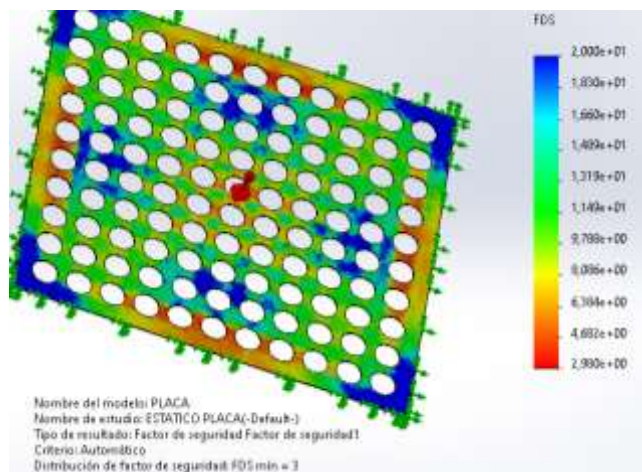 FDS
2,000e+01
1,830e+01
1,660e+01
1,489e+01
1,319e+01
1,149e+01
9,788e+00
8,086e+00
6,384e+00
4,682e+00
2,980e+00
Nombre del modelo: PLACA
Nombre de estudio: ESTATICO PLACA(-Default-)
Tipo de resultado: Factor de seguridad Factor de seguridad1
Criterio: Automático
Distribución de factor de seguridad: FDS mín = 3